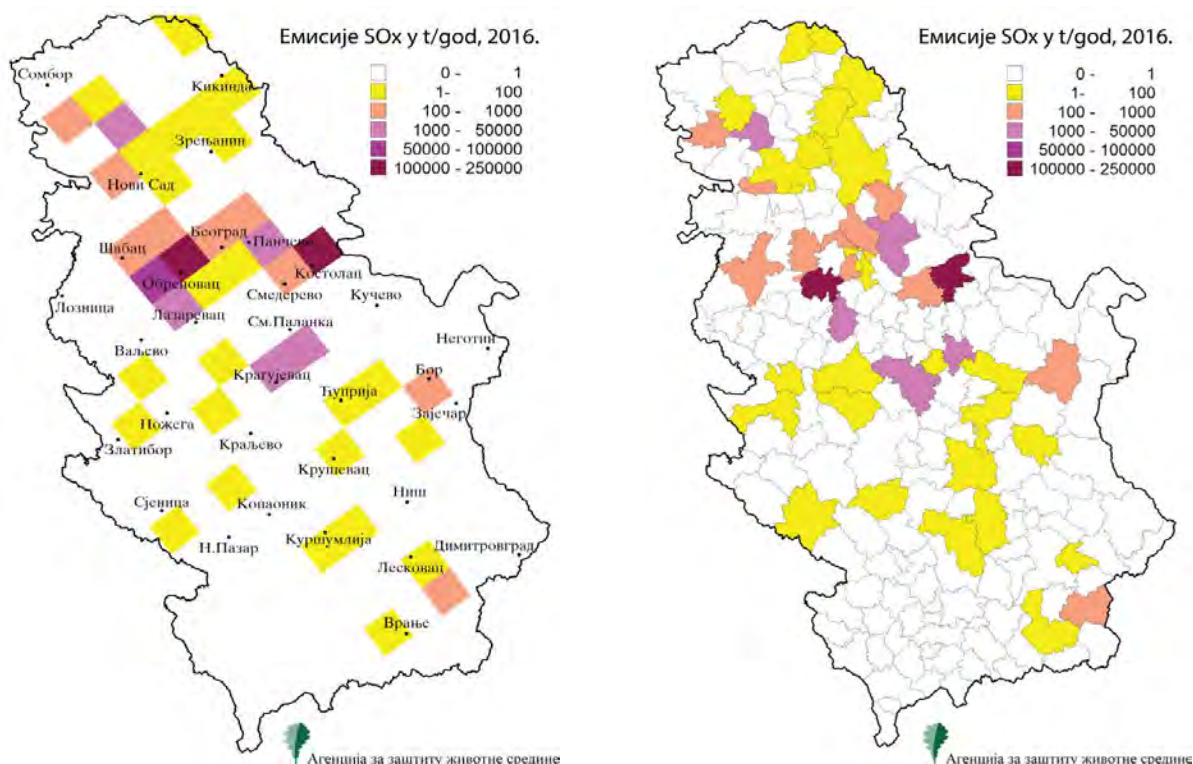 Емисије SOx у t/god, 2016.
0 - 1
1- 100
100 - 1000
1000 - 50000
50000 - 100000
100000 - 250000
Сомбор
Кикинда
Зрењанин
Нови Сад
Београд
Панчево
Шабац
Обреновац
Костолац
Смедерево
Лозница
Лазаревац
Кучево
См.Паланка
Ваљево
Неготин
Крагујевац
Бор
Ћуприја
Зајечар
Пожега
Златибор
Краљево
Крушевац
Сјеница
Копаоник
Ниш
Н.Пазар
Куршумлија
Димитровград
Лесковац
Врање
Агенција за заштиту животне средине
Емисије SOx у t/god, 2016.
0 - 1
1- 100
100 - 1000
1000 - 50000
50000 - 100000
100000 - 250000
Агенција за заштиту животне средине